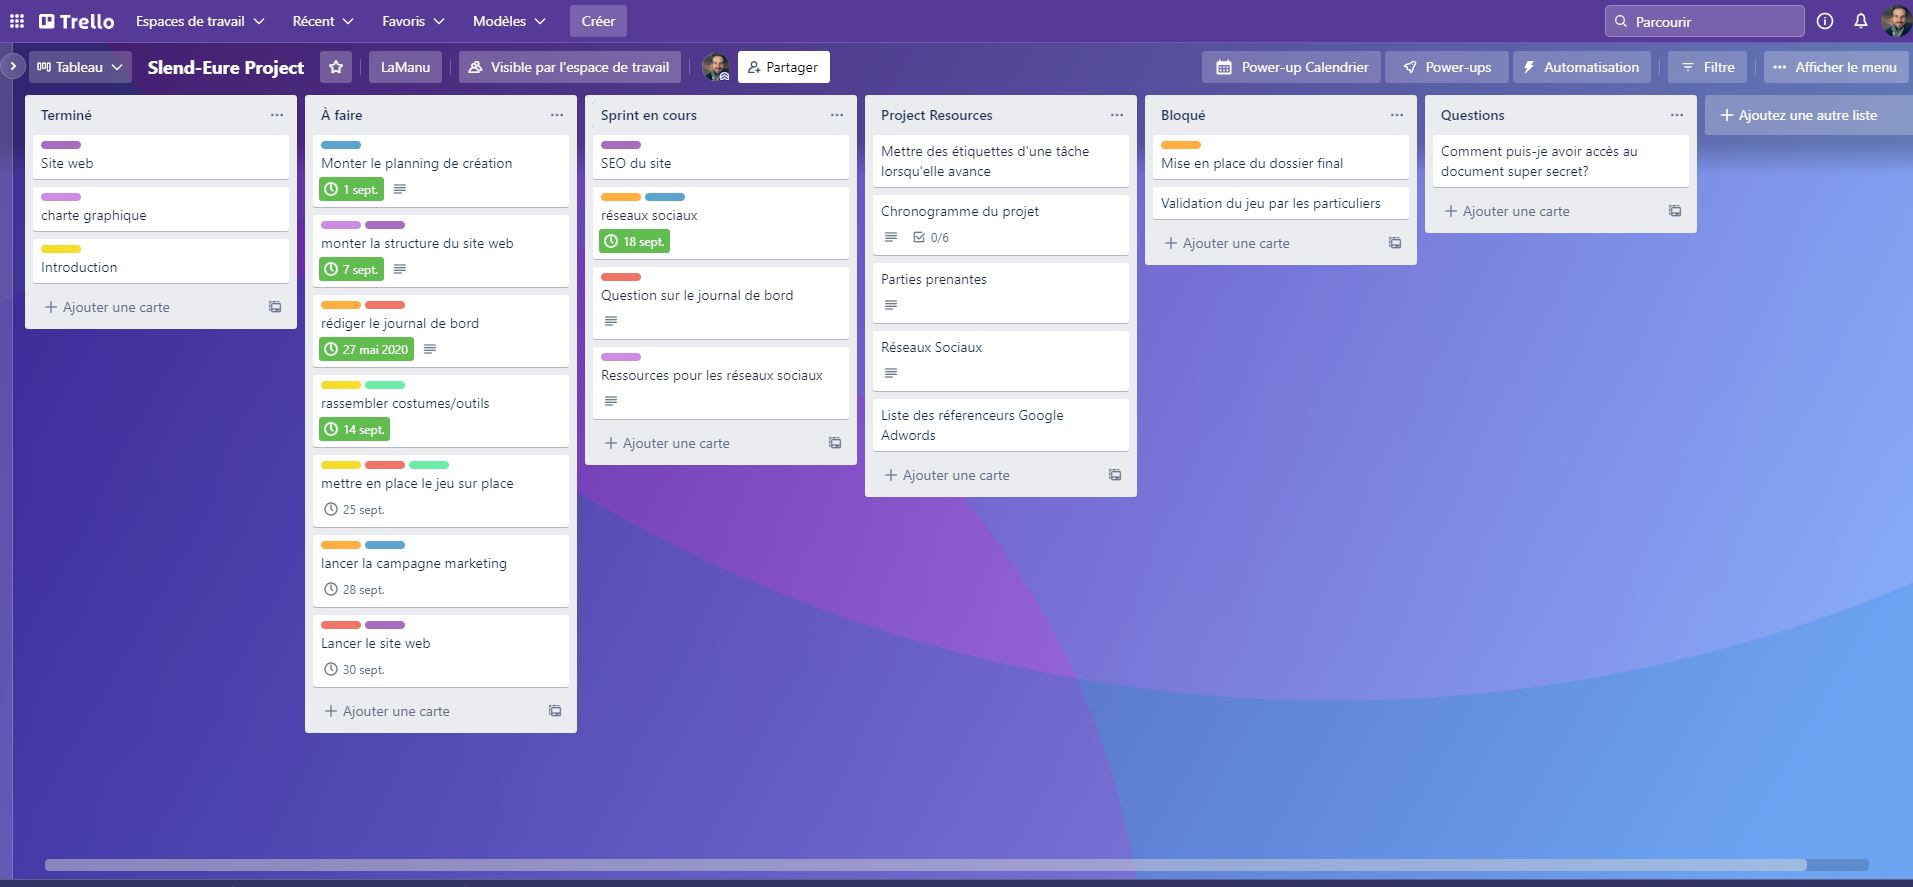 Trello
Espaces de travail
Récent
Favoris
Modèles
Créer
Parcourir
Tableau
Slend-Eure Project
LaManu
Visible par l'espace de travail
Partager
Power-up Calendrier
Power-ups
Automatisation
Filtre
Afficher le menu
Terminé
Site web
charte graphique
Introduction
Ajouter une carte
À faire
Monter le planning de création
1 sept.
monter la structure du site web
7 sept.
rédiger le journal de bord
27 mai 2020
rassembler costumes/outils
14 sept.
mettre en place le jeu sur place
25 sept.
lancer la campagne marketing
28 sept.
Lancer le site web
30 sept.
Ajouter une carte
Sprint en cours
SEO du site
réseaux sociaux
18 sept.
Question sur le journal de bord
Ressources pour les réseaux sociaux
Ajouter une carte
Project Resources
Mettre des étiquettes d'une tâche
lorsqu'elle avance
Chronogramme du projet
0/6
Parties prenantes
Réseaux Sociaux
Liste des réferenceurs Google
Adwords
Ajouter une carte
Bloqué
Mise en place du dossier final
Validation du jeu par les particuliers
Ajouter une carte
Questions
Comment puis-je avoir accès au
document super secret?
Ajouter une carte
Ajoutez une autre liste